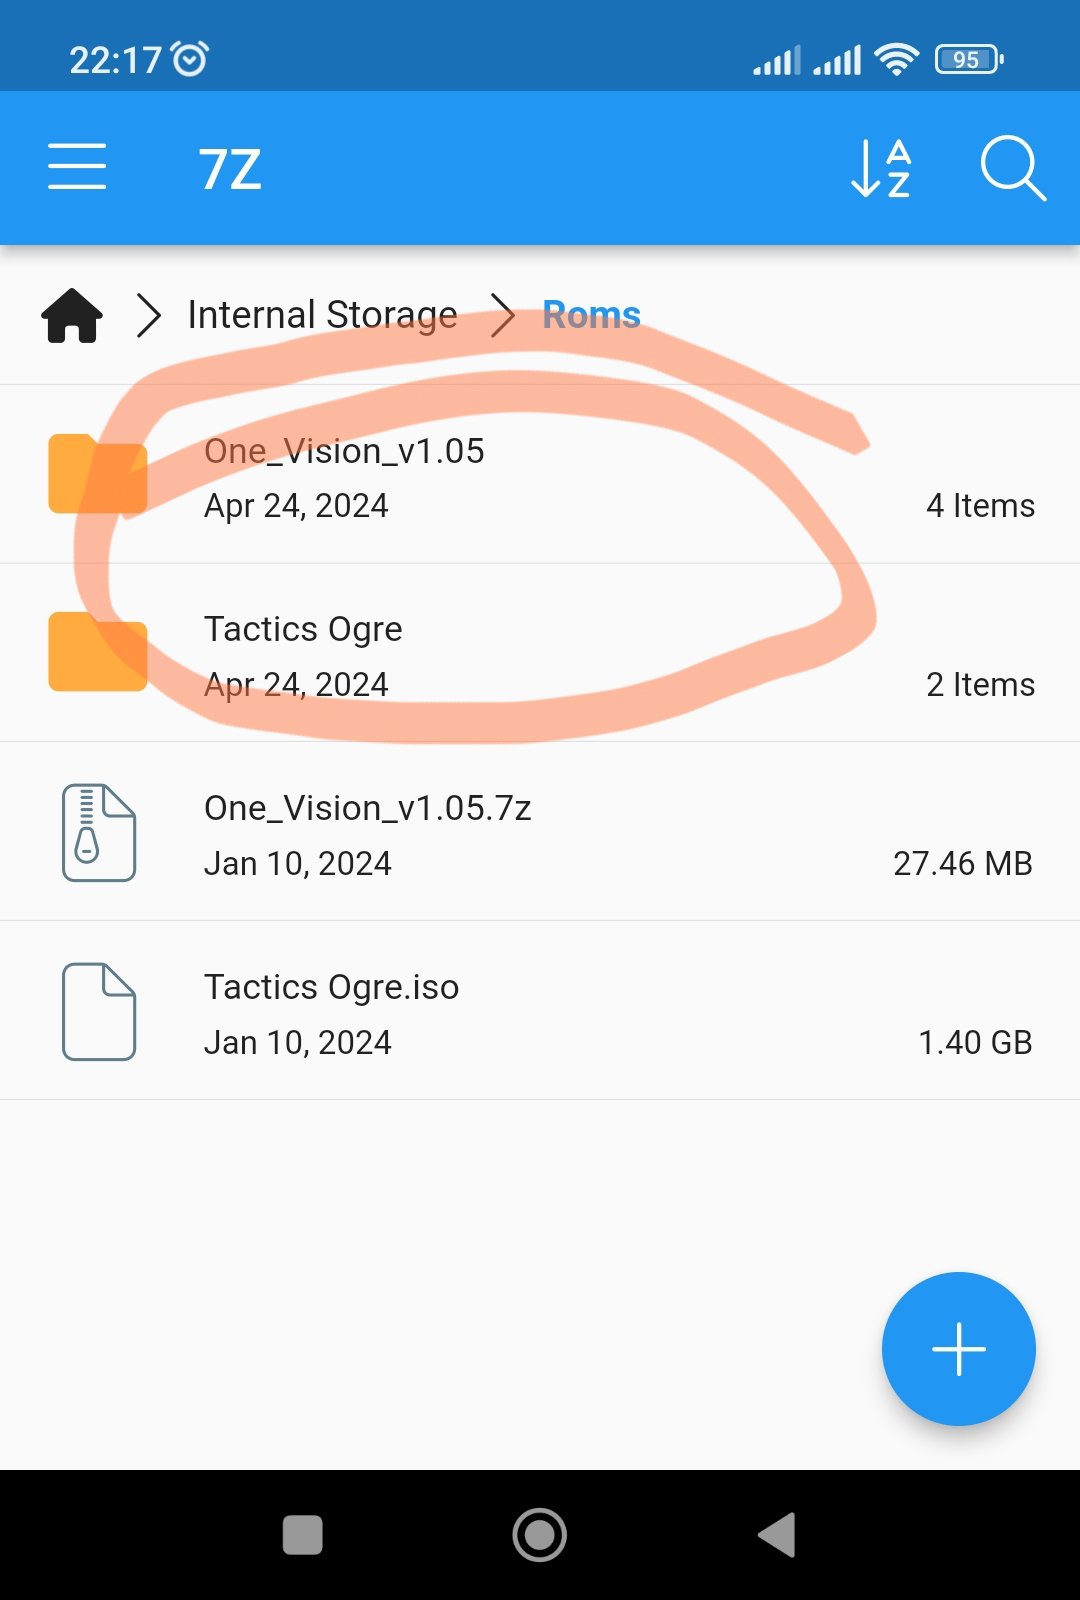 22:17 95
7Z A Z
Internal Storage Roms
One_Vision_v1.05
Apr 24, 2024 4 Items
Tactics Ogre
Apr 24, 2024 2 Items
One_Vision_v1.05.7z
Jan 10, 2024 27.46 MB
Tactics Ogre.iso
Jan 10, 2024 1.40 GB